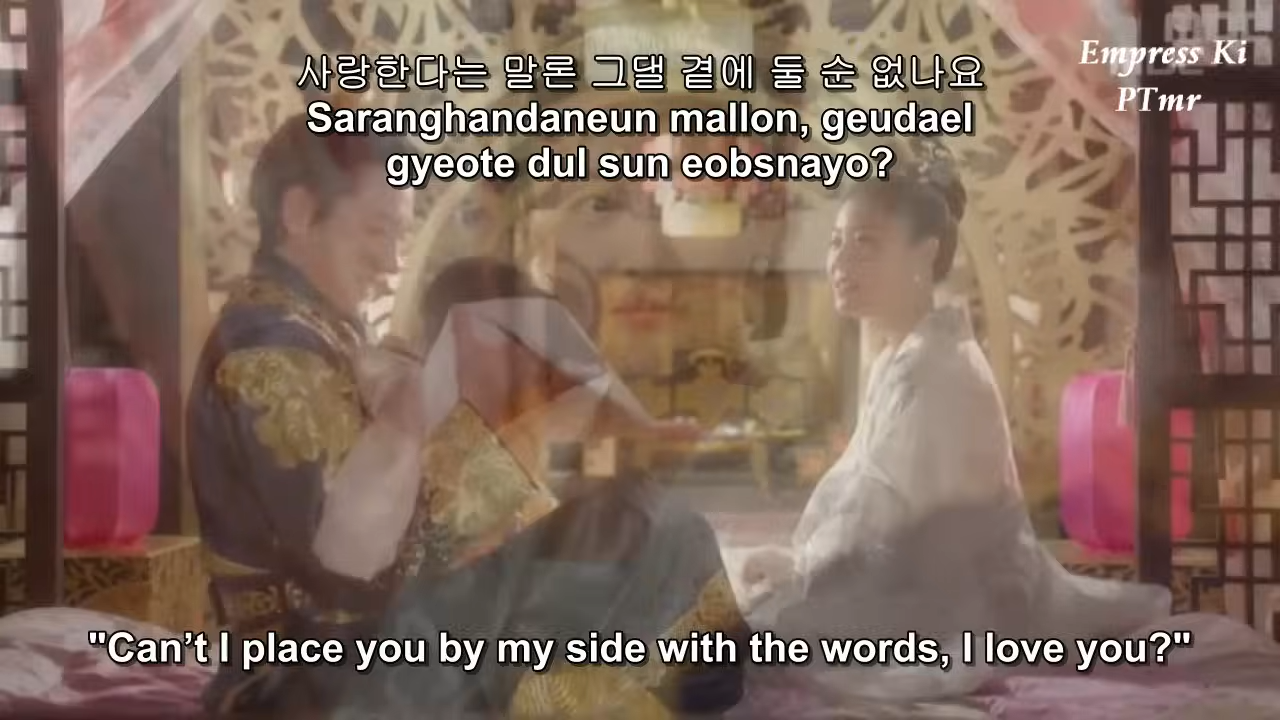 사랑한다는 말론 그댈 곁에 둘 순 없나요
Saranghandaneun mallon, geudael
gyeote dul sun eobsnayo?
Empress Ki
PTmr
"Can’t I place you by my side with the words, I love you?"